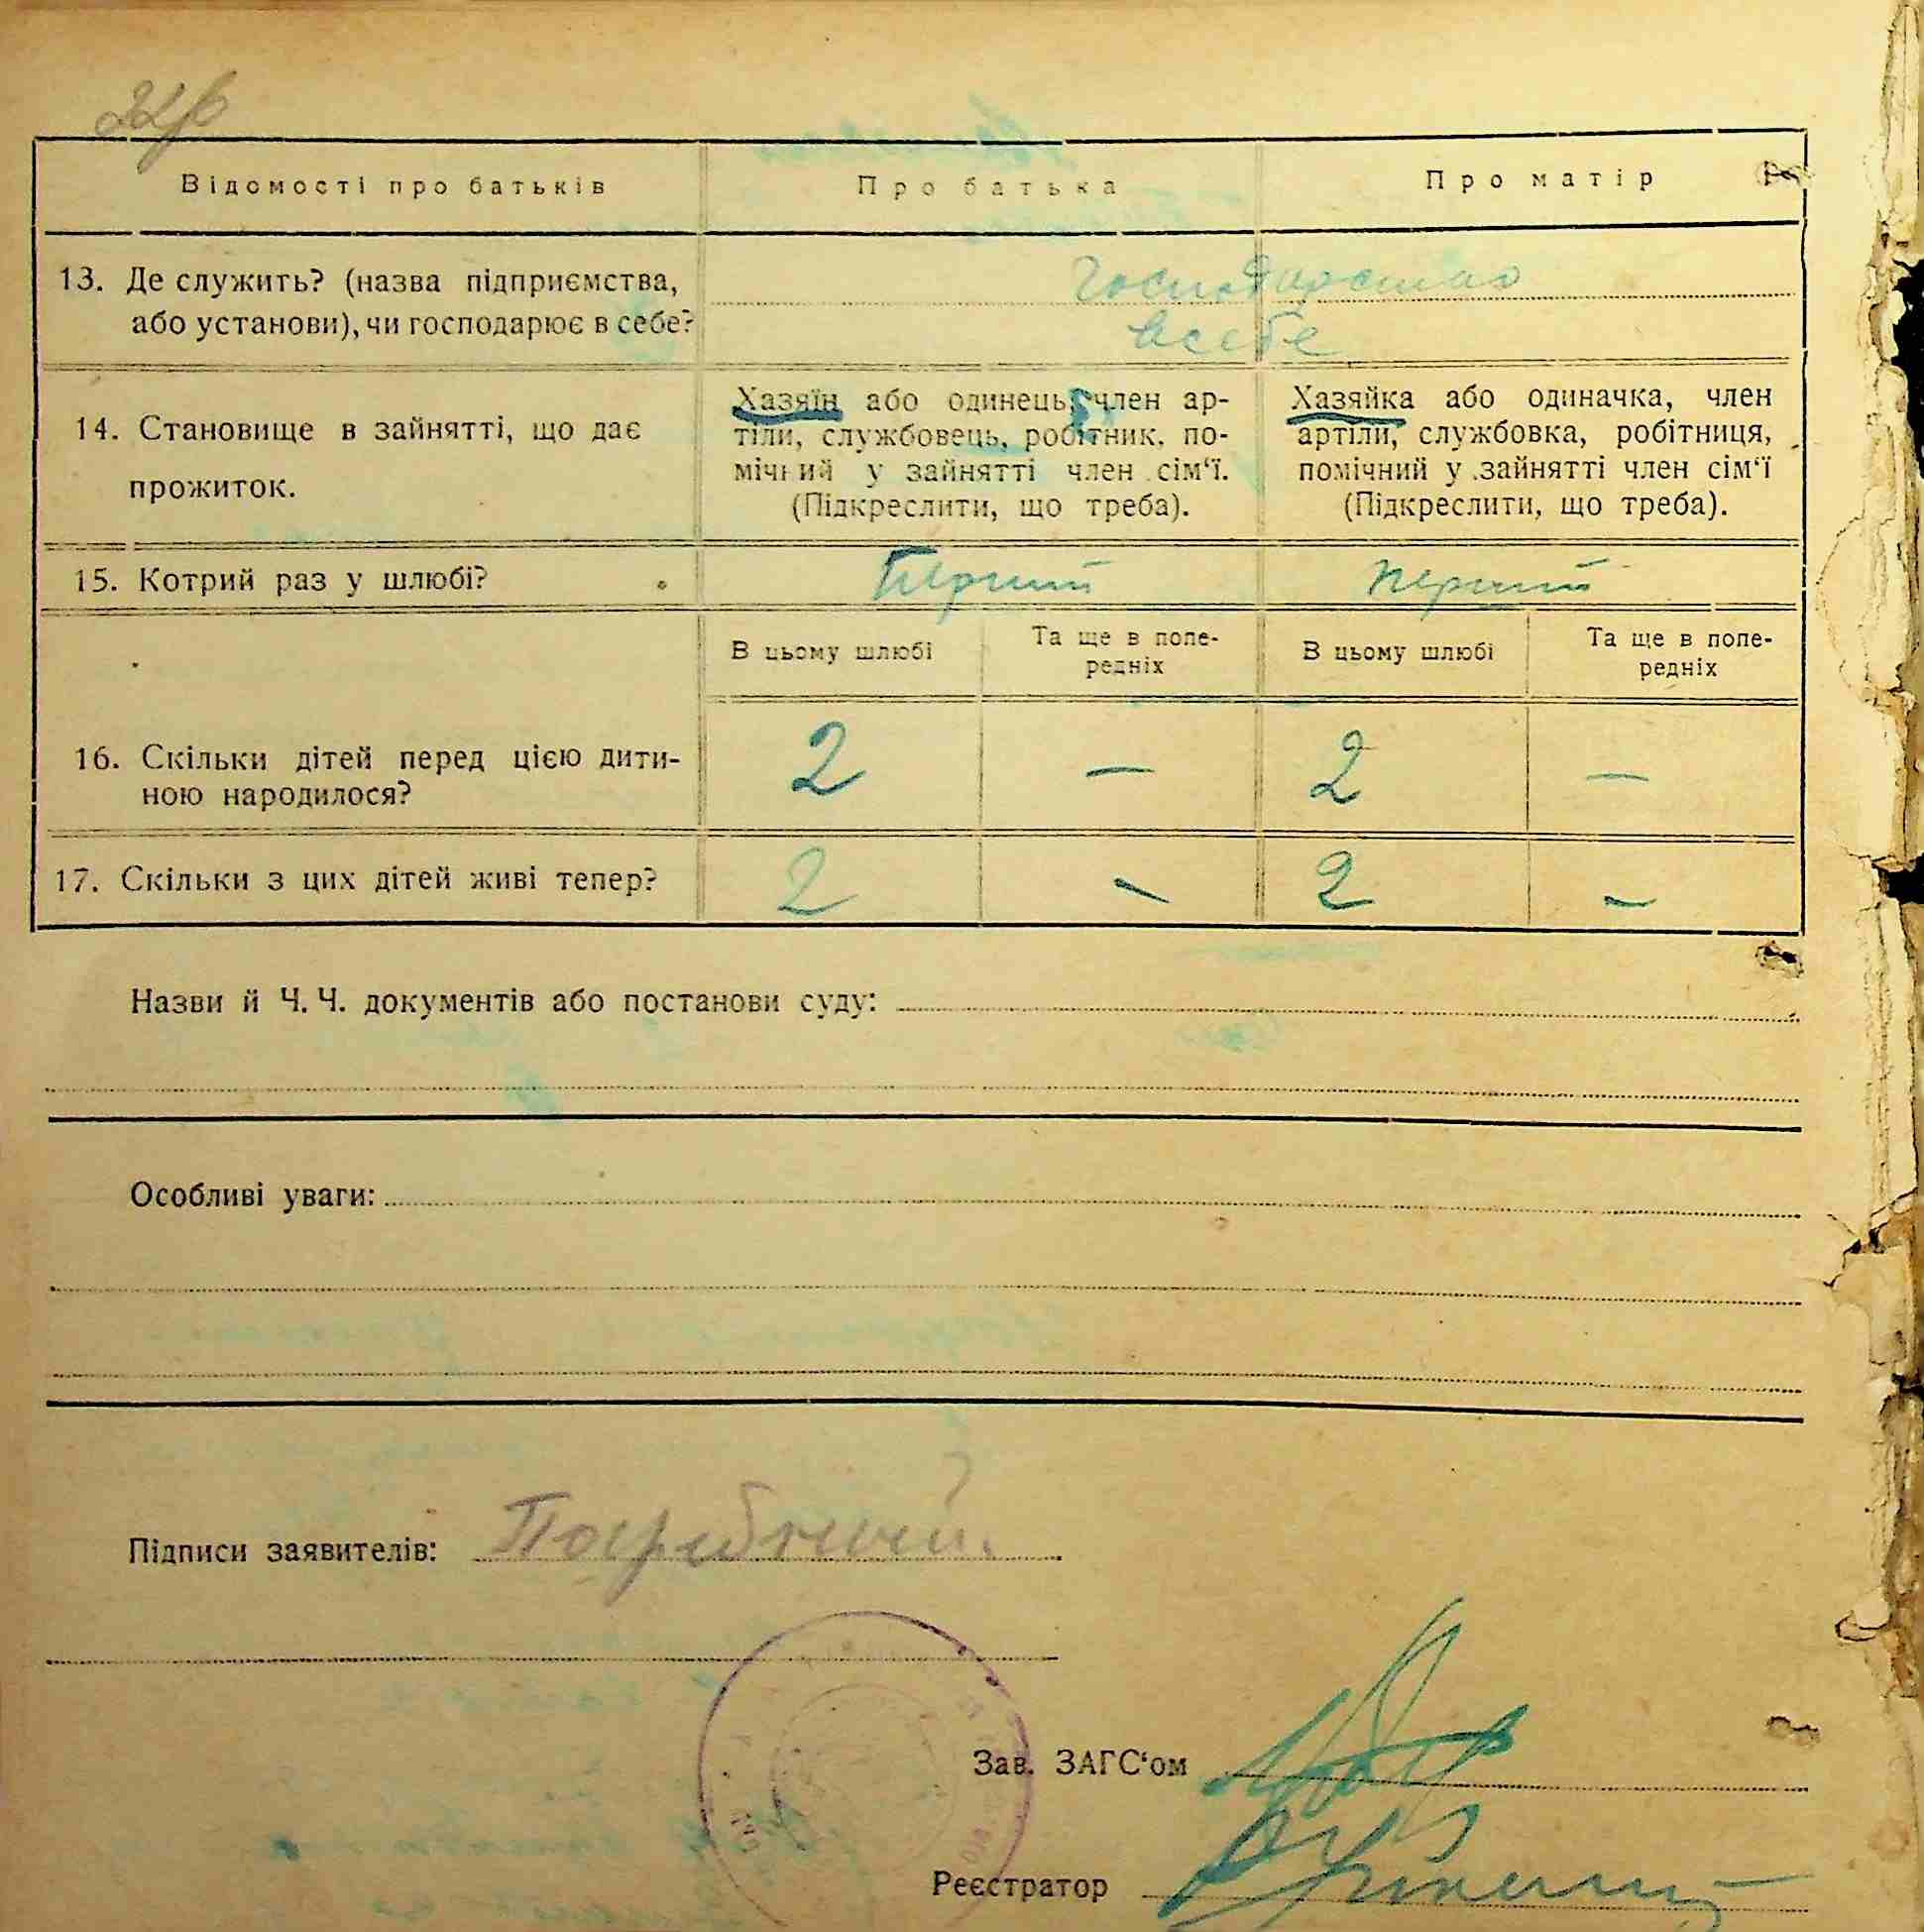 Відомості про батьків Про батька Про матір
13. Де служить? (назва підприємства, або установи), чи господарює в себе?
Господарство
в себе
14. Становище в зайнятті, що дає прожиток.
Хазяїн або одинець, член ар-
тіли, службовець, робітник, по-
мічний у зайнятті член сім‘ї.
(Підкреслити, що треба).
Хазяйка або одиначка, член
артіли, службовка, робітниця,
помічний у зайнятті член сім‘ї
(Підкреслити, що треба).
15. Котрий раз у шлюбі? Перший перший
В цьому шлюбі Та ще в попе-
редніх В цьому шлюбі Та ще в попе-
редніх
16. Скільки дітей перед цією дити-
ною народилося? 2 — 2 —
17. Скільки з цих дітей живі тепер? 2 - 2 -
Назви й Ч. Ч. документів або постанови суду:
Особливі уваги:
Підписи заявителів: Погребный.
Зав. ЗАГС‘ом
Реєстратор